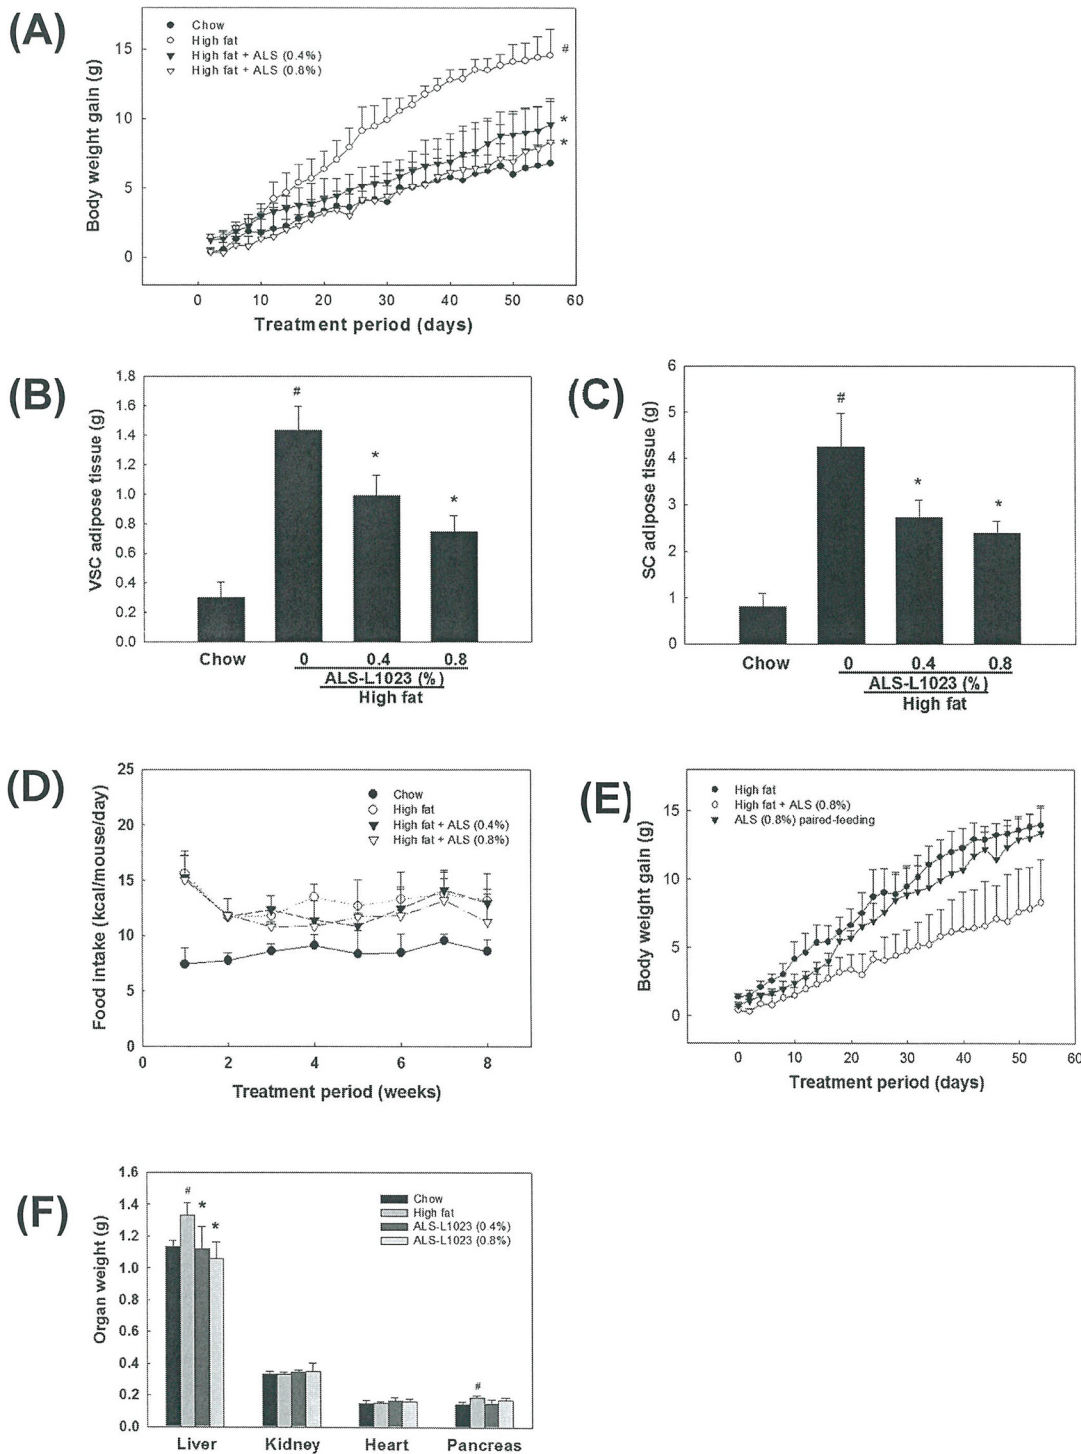 (A)
Chow
High fat
High fat + ALS (0.4%)
High fat + ALS (0.8%)
Body weight gain (g)
15
10
5
0
#
*
*
0 10 20 30 40 50 60
Treatment period (days)
(B)
VSC adipose tissue (g)
1.8
1.6
1.4
1.2
1.0
0.8
0.6
0.4
0.2
0.0
#
*
*
Chow 0 0.4 0.8
ALS-L1023 (%)
High fat
(C)
SC adipose tissue (g)
6
5
4
3
2
1
0
#
*
*
Chow 0 0.4 0.8
ALS-L1023 (%)
High fat
(D)
Chow
High fat
High fat + ALS (0.4%)
High fat + ALS (0.8%)
Food intake (kcal/mouse/day)
25
20
15
10
5
0
0 2 4 6 8
Treatment period (weeks)
(E)
High fat
High fat + ALS (0.8%)
ALS (0.8%) paired-feeding
Body weight gain (g)
15
10
5
0
0 10 20 30 40 50 60
Treatment period (days)
(F)
Chow
High fat
ALS-L1023 (0.4%)
ALS-L1023 (0.8%)
Organ weight (g)
1.6
1.4
1.2
1.0
0.8
0.6
0.4
0.2
0.0
#
*
*
#
Liver Kidney Heart Pancreas